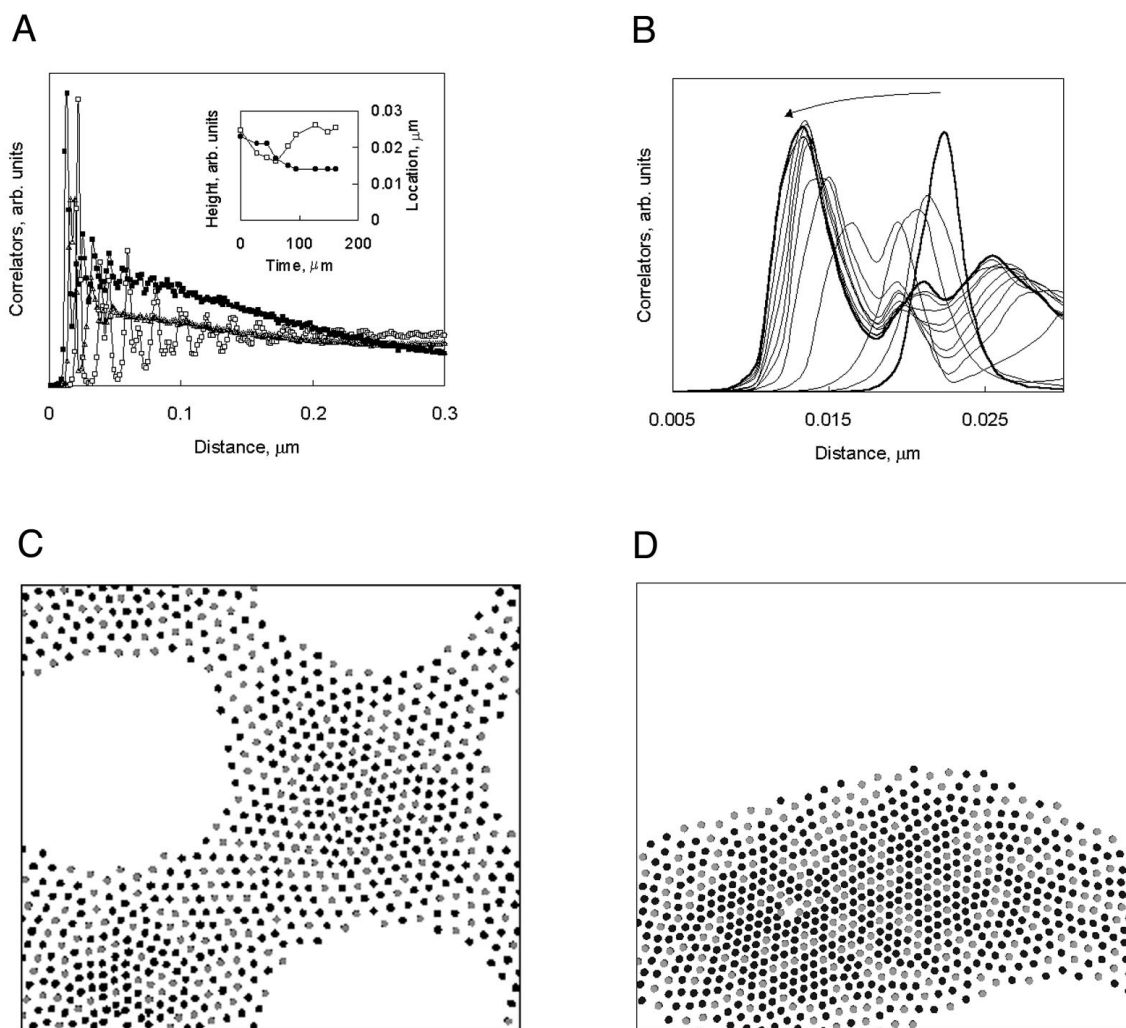 A
B
Correlators, arb. units
Height, arb. units
0.03
0.02
0.01
0
Location, μm
0
100
200
Time, μm
0
0.1
0.2
0.3
Distance, μm
Correlators, arb. units
0.005
0.015
0.025
Distance, μm
C
D